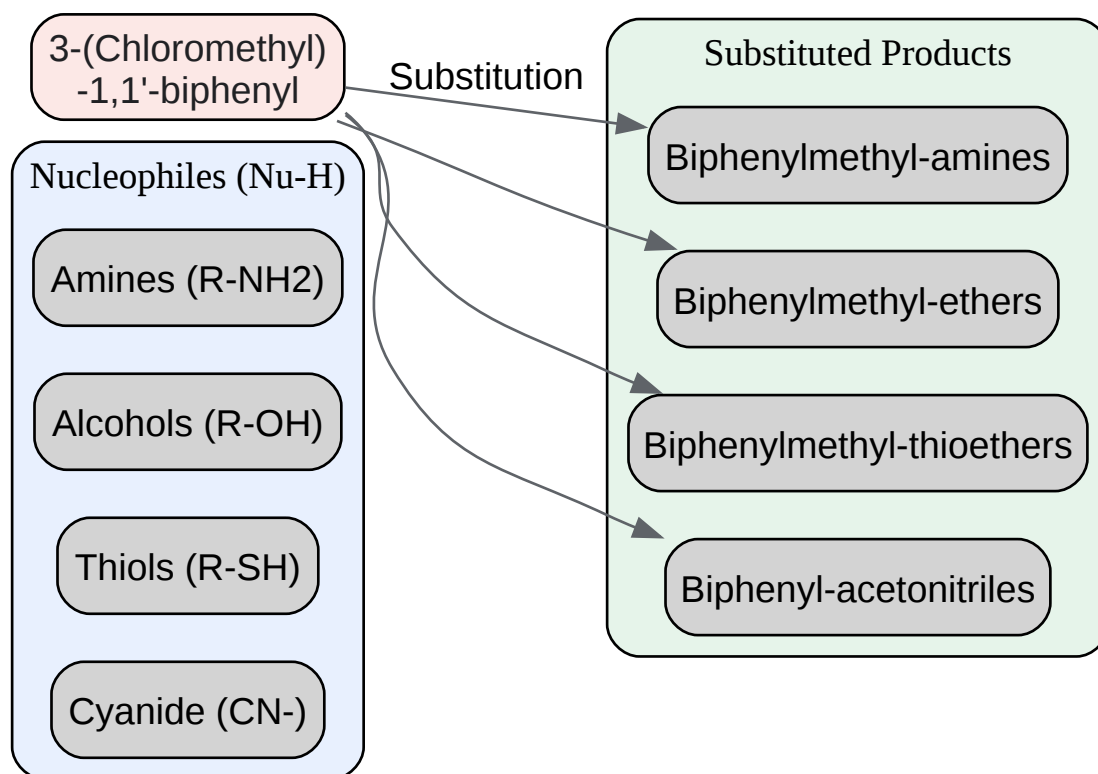 3-(Chloromethyl)
-1,1'-biphenyl
Substitution
Nucleophiles (Nu-H)
Amines (R-NH2)
Alcohols (R-OH)
Thiols (R-SH)
Cyanide (CN-)
Substituted Products
Biphenylmethyl-amines
Biphenylmethyl-ethers
Biphenylmethyl-thioethers
Biphenyl-acetonitriles